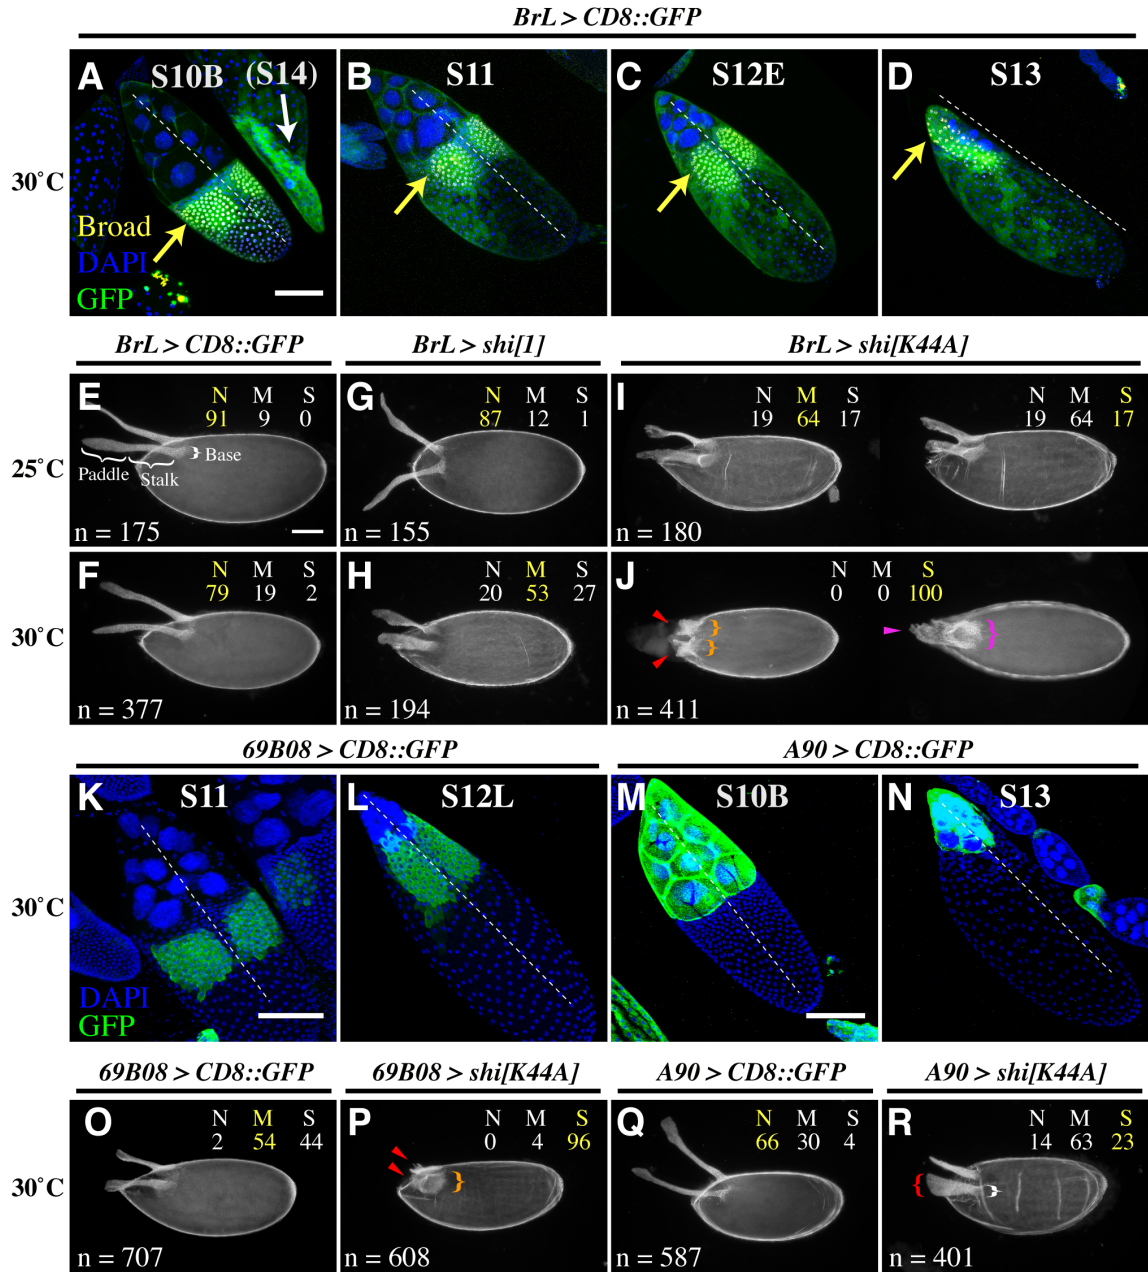 BrL > CD8::GFP
A S10B (S14) B S11 C S12E D S13
30˚C
Broad
DAPI
GFP
BrL > CD8::GFP BrL > shi[1] BrL > shi[K44A]
E N M S G N M S I N M S N M S
91 9 0 87 12 1 19 64 17 19 64 17
25˚C
Base
Paddle Stalk
n = 175 n = 155 n = 180
F N M S H N M S J N M S
79 19 2 20 53 27 0 0 100
30˚C
n = 377 n = 194 n = 411
69B08 > CD8::GFP A90 > CD8::GFP
K S11 L S12L M S10B N S13
30˚C
DAPI
GFP
69B08 > CD8::GFP 69B08 > shi[K44A] A90 > CD8::GFP A90 > shi[K44A]
O N M S P N M S Q N M S R N M S
2 54 44 0 4 96 66 30 4 14 63 23
30˚C
n = 707 n = 608 n = 587 n = 401